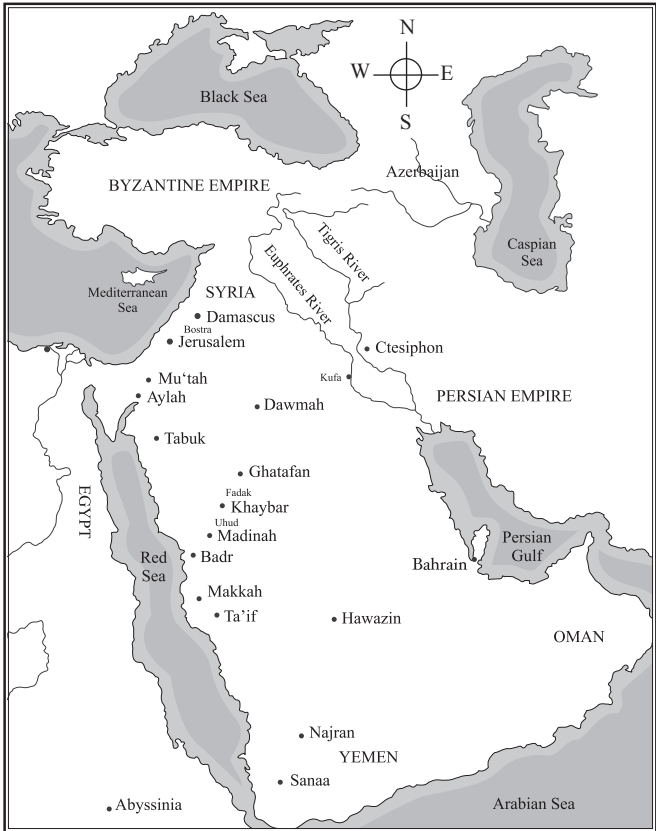 N
W
E
S
Black Sea
Azerbaijan
BYZANTINE EMPIRE
Caspian
Sea
Tigris River
Euphrates River
Mediterranean
Sea
SYRIA
Damascus
Bostra
Jerusalem
Ctesiphon
Mu‘tah
Kufa
Aylah
PERSIAN EMPIRE
Dawmah
Tabuk
Ghatafan
EGYPT
Fadak
Khaybar
Uhud
Madinah
Persian
Gulf
Badr
Red
Sea
Bahrain
Makkah
Ta’if
Hawazin
OMAN
Najran
YEMEN
Sanaa
Abyssinia
Arabian Sea